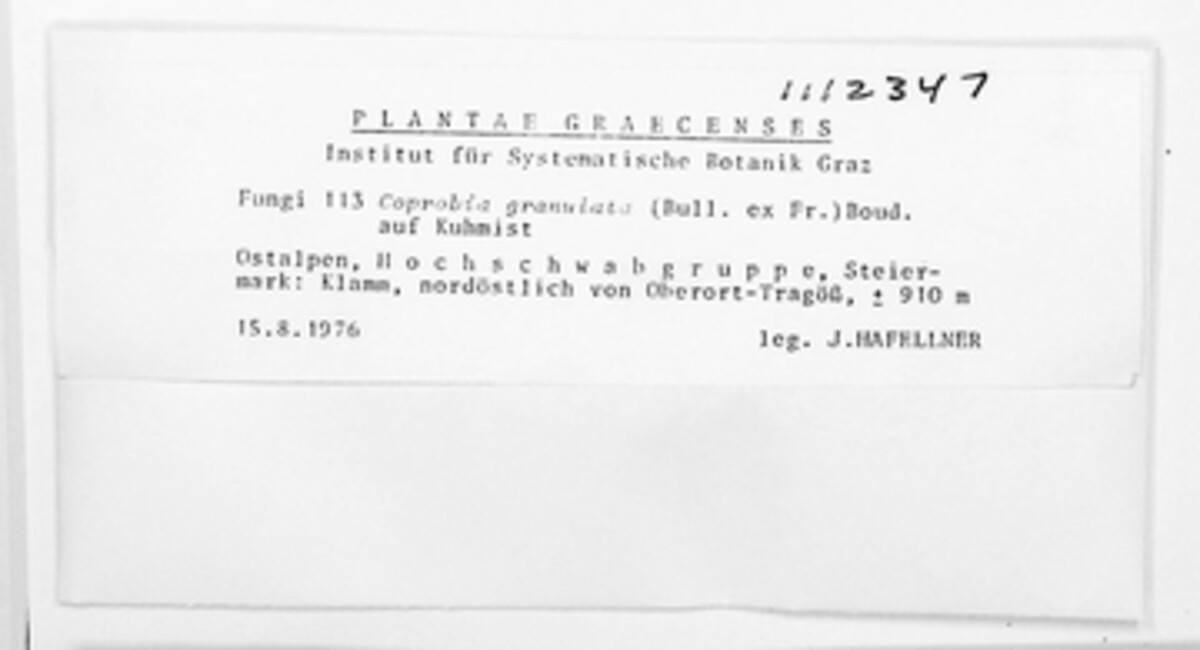 1112347
PLANTAE GRAECENSES
Institut für Systematische Botanik Graz
Fungi 113 Coprobia granulata (Bull. ex Fr.)Boud.
auf Kuhmist
Ostalpen, Hochschwabgruppe, Steier-
mark: Klamm, nordöstlich von Oberort-Tragöß, ± 910 m
15.8.1976 leg. J.HAFELLNER